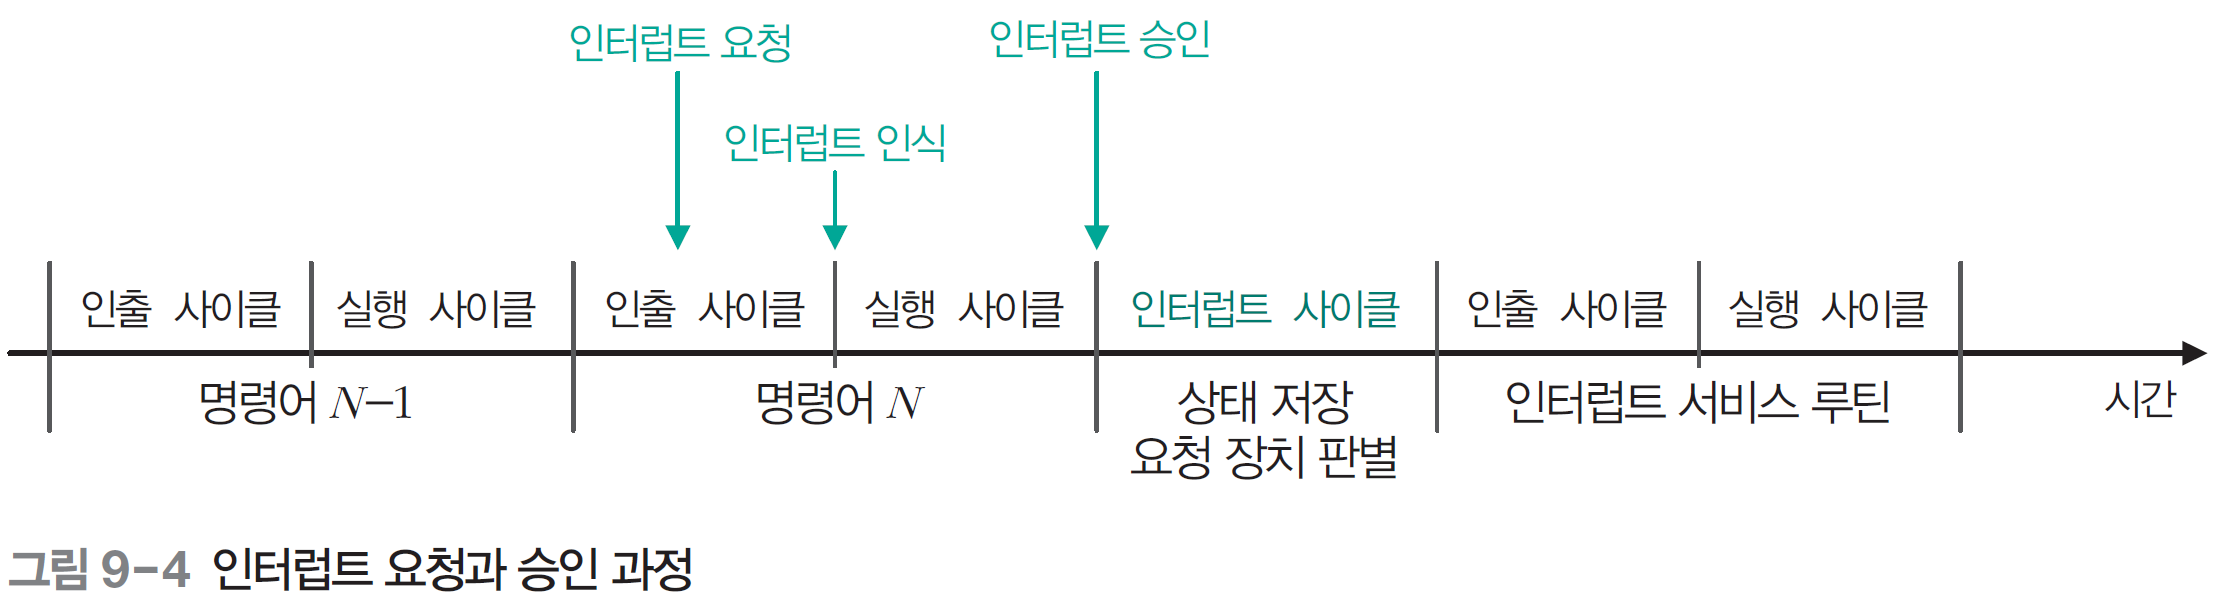 인터럽트 요청
인터럽트 승인
인터럽트 인식
인출 사이클 실행 사이클 인출 사이클 실행 사이클 인터럽트 사이클 인출 사이클 실행 사이클
명령어 N−1 명령어 N 상태 저장 인터럽트 서비스 루틴 시간
요청 장치 판별
그림 9-4 인터럽트 요청과 승인 과정